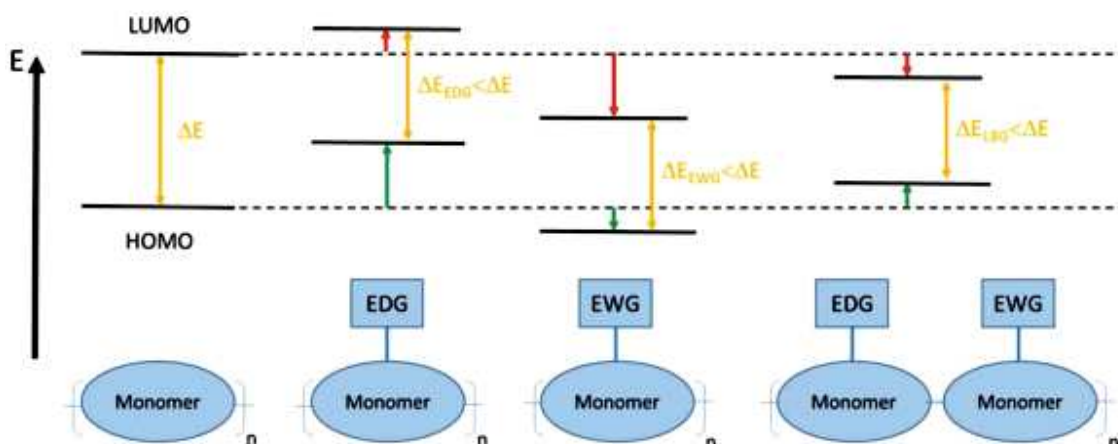 LUMO
E
ΔE
ΔE_EDG<ΔE
ΔE_EWG<ΔE
ΔE_LBG<ΔE
HOMO
EDG
EWG
EDG
EWG
Monomer
n
Monomer
n
Monomer
n
Monomer
Monomer
n